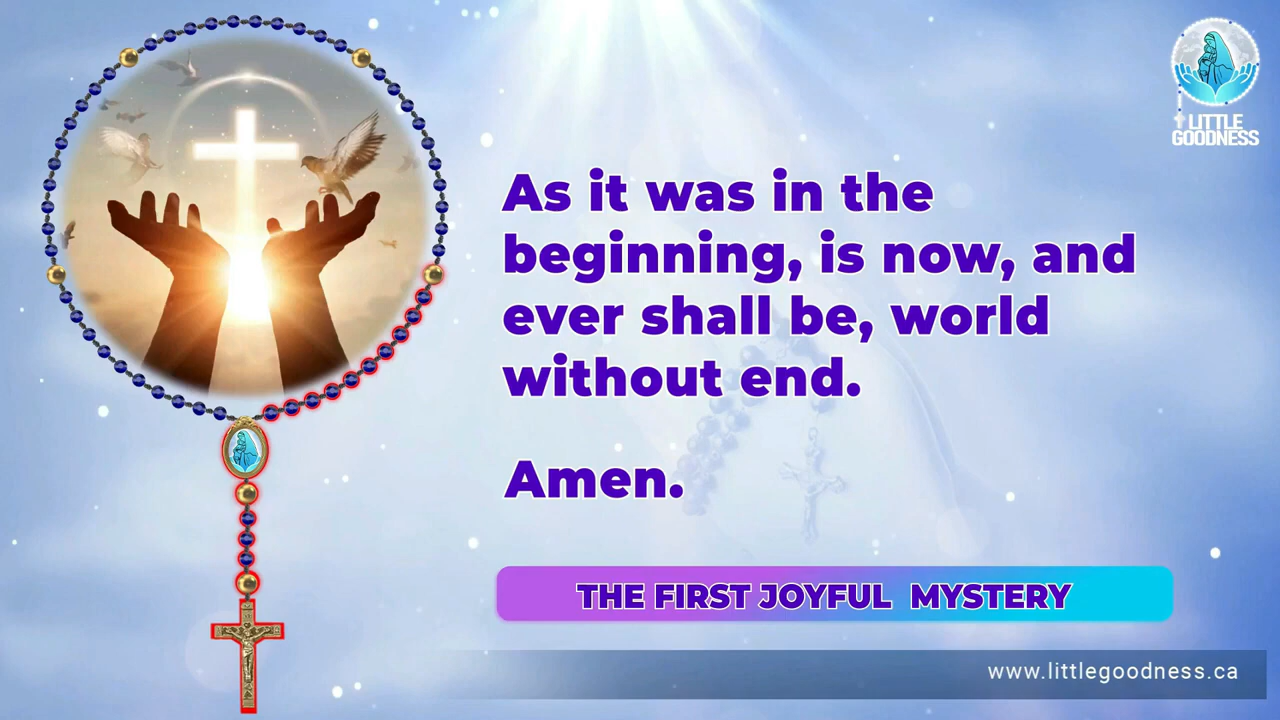 LITTLE
GOODNESS
As it was in the
beginning, is now, and
ever shall be, world
without end.
Amen.
THE FIRST JOYFUL MYSTERY
www.littlegoodness.ca